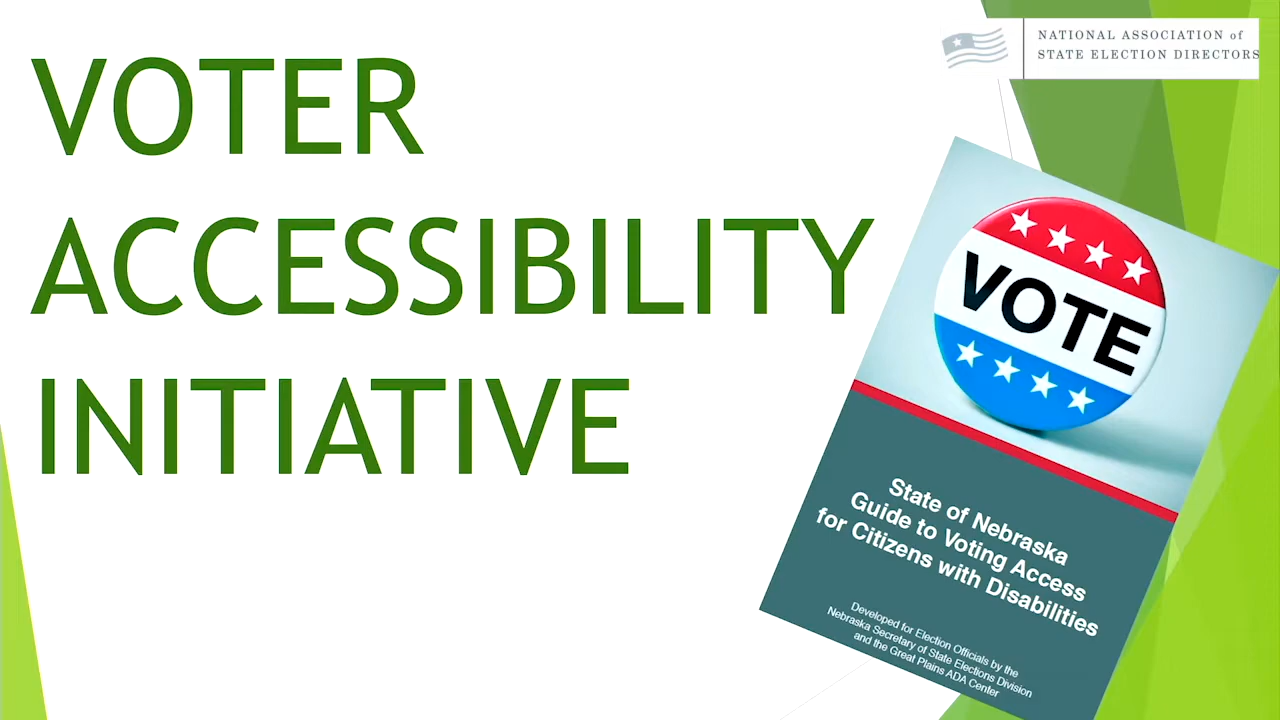 NATIONAL ASSOCIATION of
STATE ELECTION DIRECTORS
VOTER
ACCESSIBILITY
INITIATIVE
VOTE
State of Nebraska
Guide to Voting Access
for Citizens with Disabilities
Developed for Election Officials by the
Nebraska Secretary of State Elections Division
and the Great Plains ADA Center